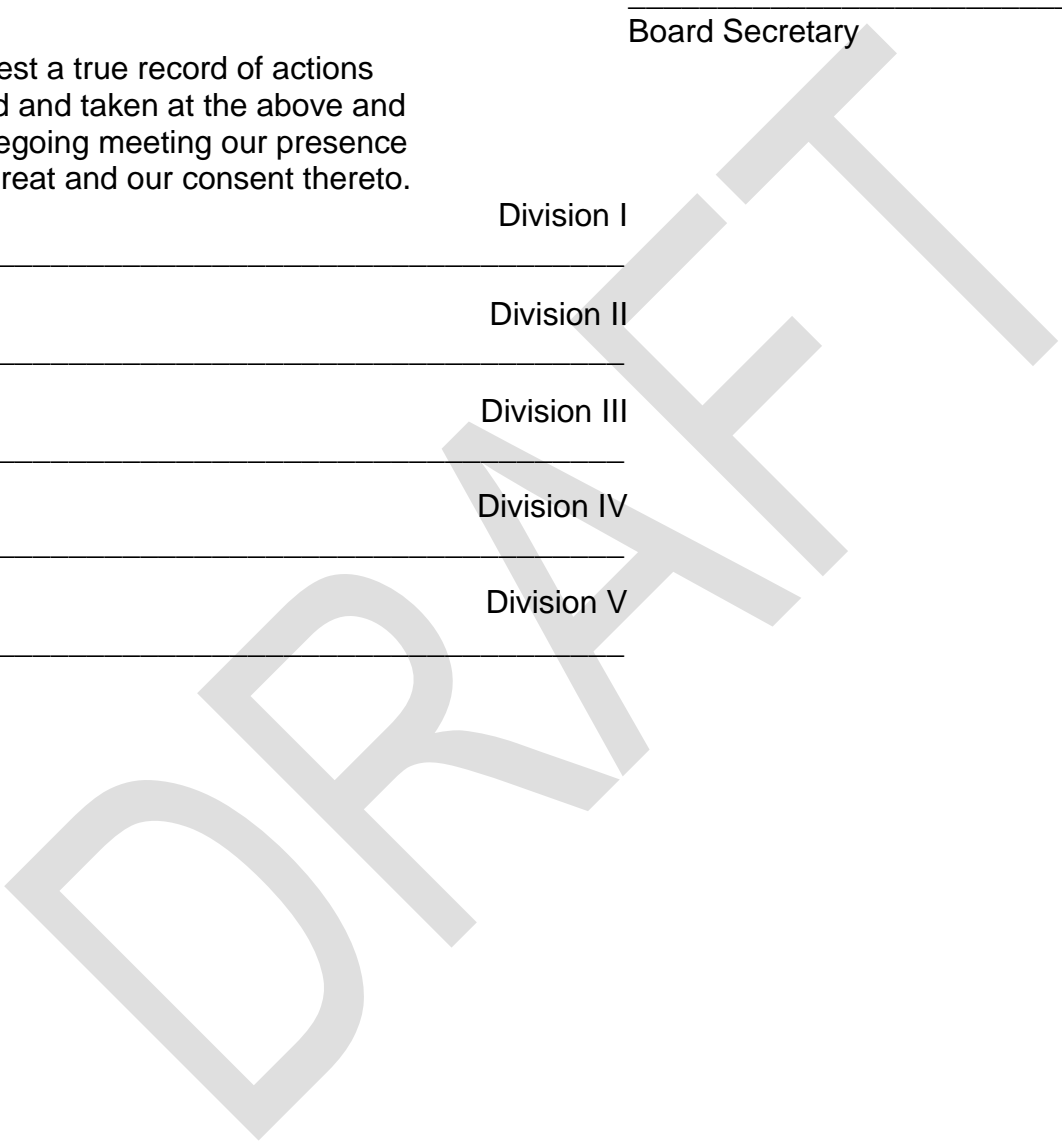 Board Secretary
est a true record of actions
d and taken at the above and
egoing meeting our presence
reat and our consent thereto.
Division I
Division II
Division III
Division IV
Division V
DRAFT